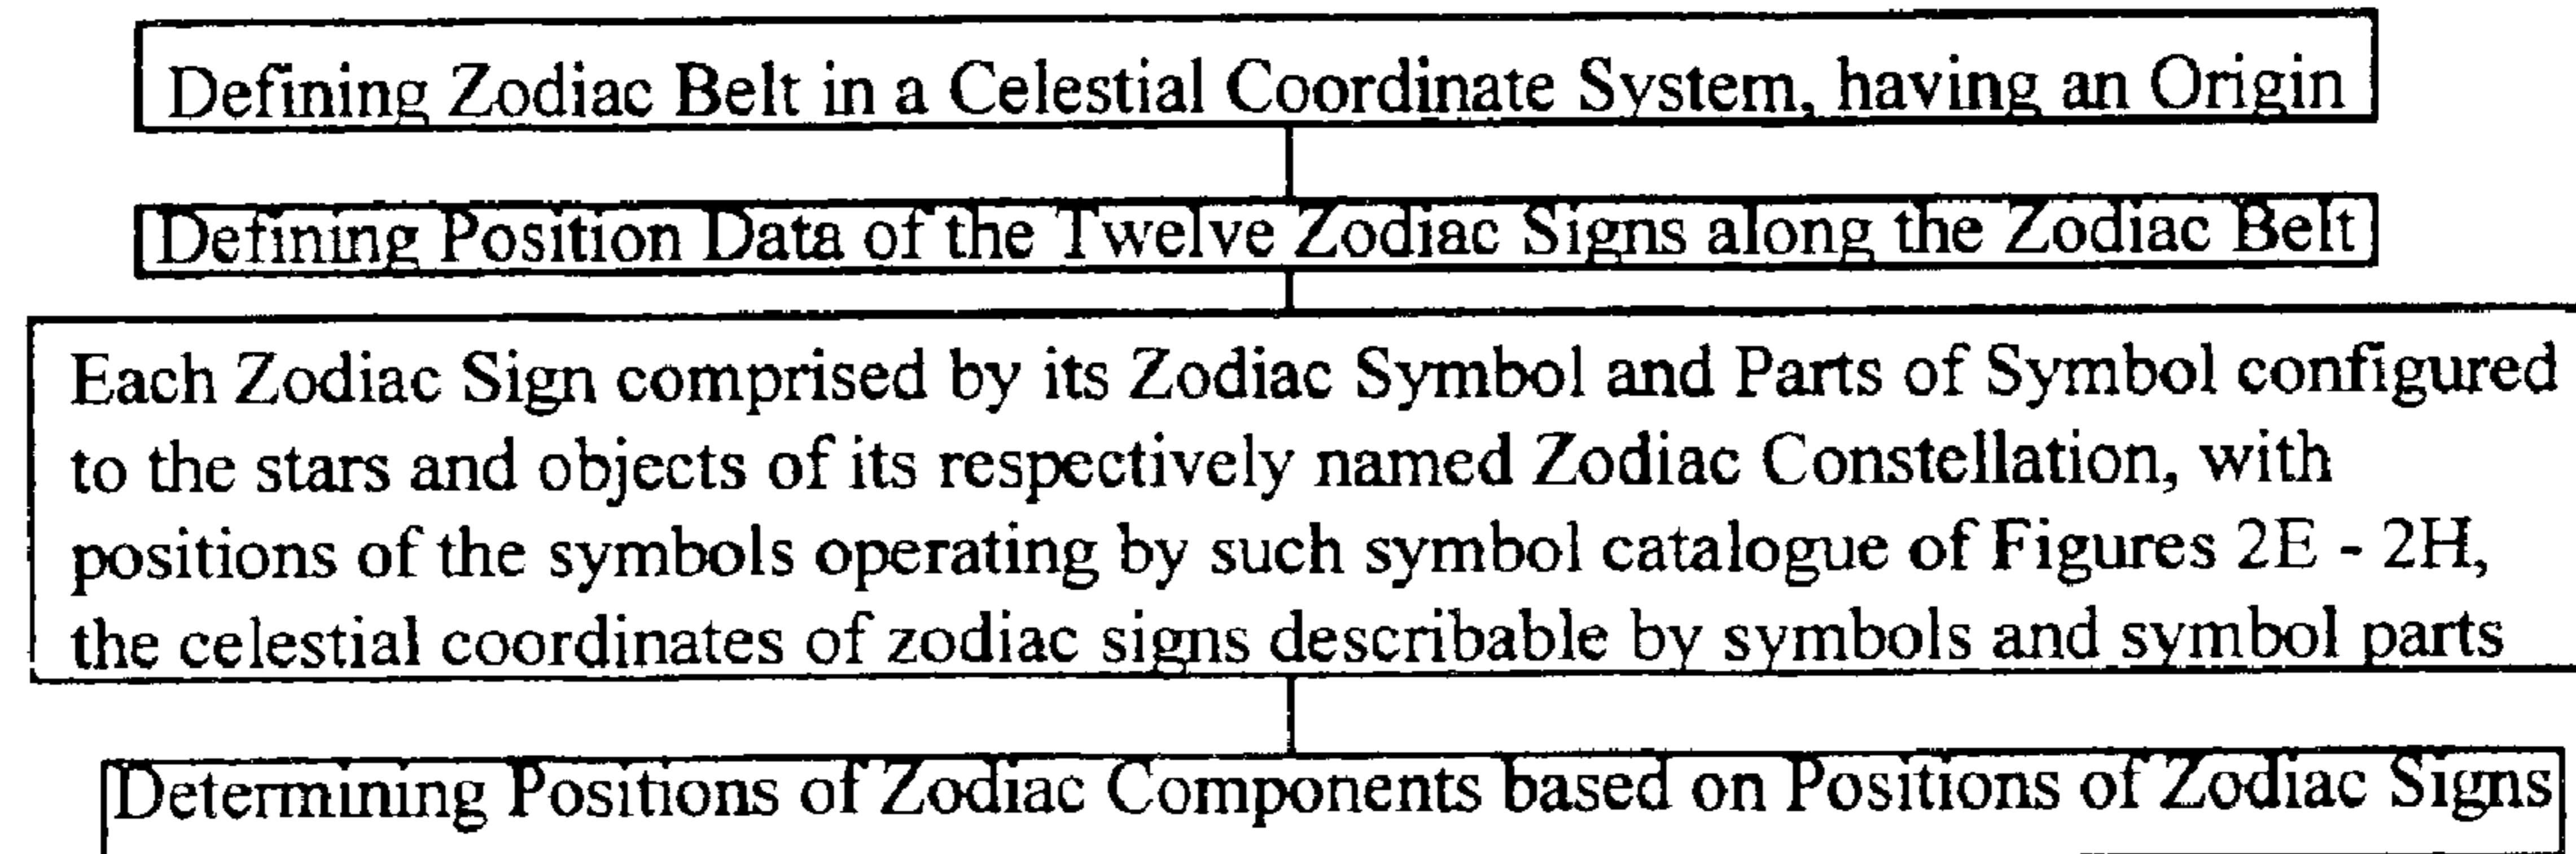 Defining Zodiac Belt in a Celestial Coordinate System, having an Origin
Defining Position Data of the Twelve Zodiac Signs along the Zodiac Belt
Each Zodiac Sign comprised by its Zodiac Symbol and Parts of Symbol configured
to the stars and objects of its respectively named Zodiac Constellation, with
positions of the symbols operating by such symbol catalogue of Figures 2E - 2H,
the celestial coordinates of zodiac signs describable by symbols and symbol parts
Determining Positions of Zodiac Components based on Positions of Zodiac Signs